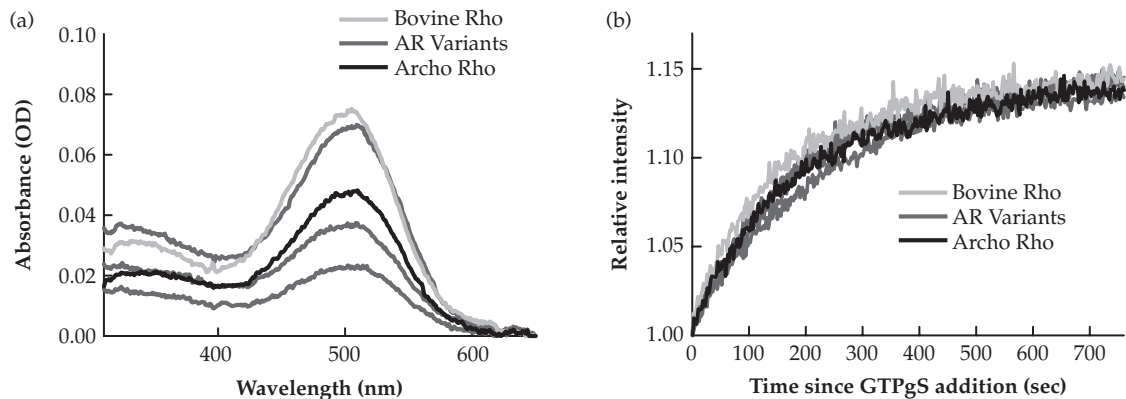 (a)
Bovine Rho
AR Variants
Archo Rho
0.10
0.08
0.06
0.04
0.02
0.00
Absorbance (OD)
400
500
600
Wavelength (nm)
(b)
1.15
1.10
1.05
1.00
Relative intensity
Bovine Rho
AR Variants
Archo Rho
0
100
200
300
400
500
600
700
Time since GTPgS addition (sec)